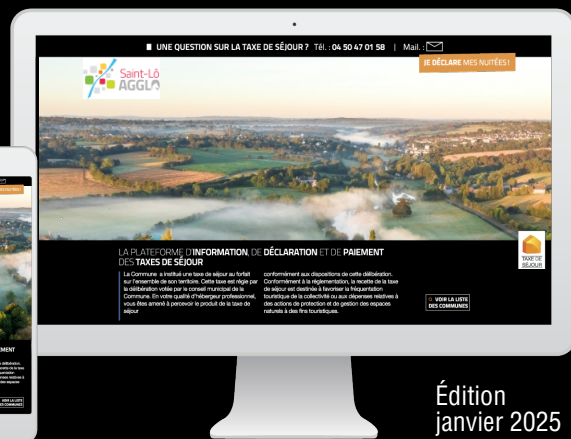 UNE QUESTION SUR LA TAXE DE SÉJOUR ? Tél. : 04 50 47 01 58 | Mail. :
JE DÉCLARE MES NUITÉES !
Saint-Lô
AGGLO
LA PLATEFORME D'INFORMATION, DE DÉCLARATION ET DE PAIEMENT
DES TAXES DE SÉJOUR
La Commune a institué une taxe de séjour au forfait
sur l'ensemble de son territoire. Cette taxe est régie par
la délibération votée par le conseil municipal de la
Commune. En votre qualité d'hébergeur professionnel,
vous êtes amené à percevoir le produit de la taxe de
séjour
conformément aux dispositions de cette délibération.
Conformément à la réglementation, la recette de la taxe
de séjour est destinée à favoriser la fréquentation
touristique de la collectivité ou aux dépenses relatives à
des actions de protection et de gestion des espaces
naturels à des fins touristiques.
TAXE DE
SÉJOUR
VOIR LA LISTE
DES COMMUNES
EMENT
VOIR LA LISTE
DES COMMUNES
Édition
janvier 2025